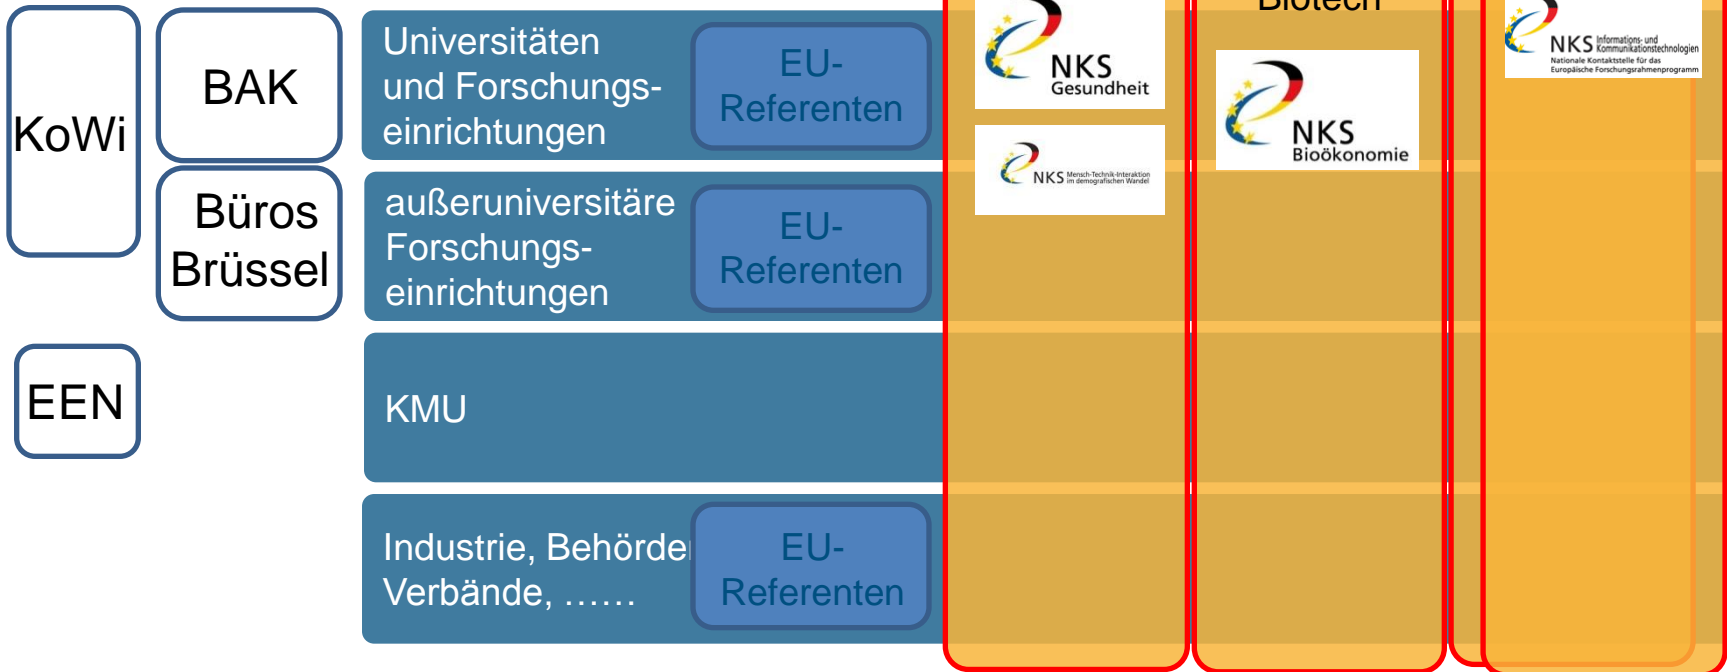 KoWi
BAK
Büros
Brüssel
EEN
Universitäten
und Forschungs-
einrichtungen
EU-
Referenten
außeruniversitäre
Forschungs-
einrichtungen
EU-
Referenten
KMU
Industrie, Behörde
Verbände, ......
EU-
Referenten
NKS
Gesundheit
NKS Mensch-Technik-Interaktion
im demografischen Wandel
Biotech
NKS
Bioökonomie
NKS Informations- und
Kommunikationstechnologien
Nationale Kontaktstelle für das
Europäische Forschungsrahmenprogramm